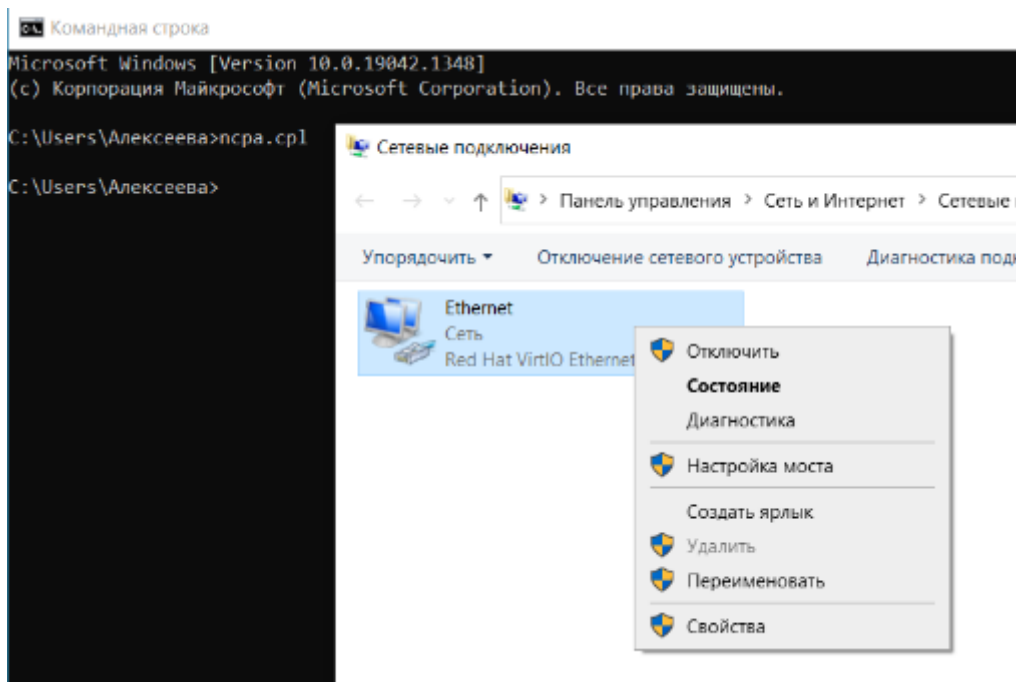 Командная строка
Microsoft Windows [Version 10.0.19042.1348]
(c) Корпорация Майкрософт (Microsoft Corporation). Все права защищены.
C:\Users\Алексеева>ncpa.cpl
C:\Users\Алексеева>
Сетевые подключения
Панель управления > Сеть и Интернет > Сетевые
Упорядочить Отключение сетевого устройства Диагностика
Ethernet
Сеть
Red Hat VirtIO Ethernet
Отключить
Состояние
Диагностика
Настройка моста
Создать ярлык
Удалить
Переименовать
Свойства